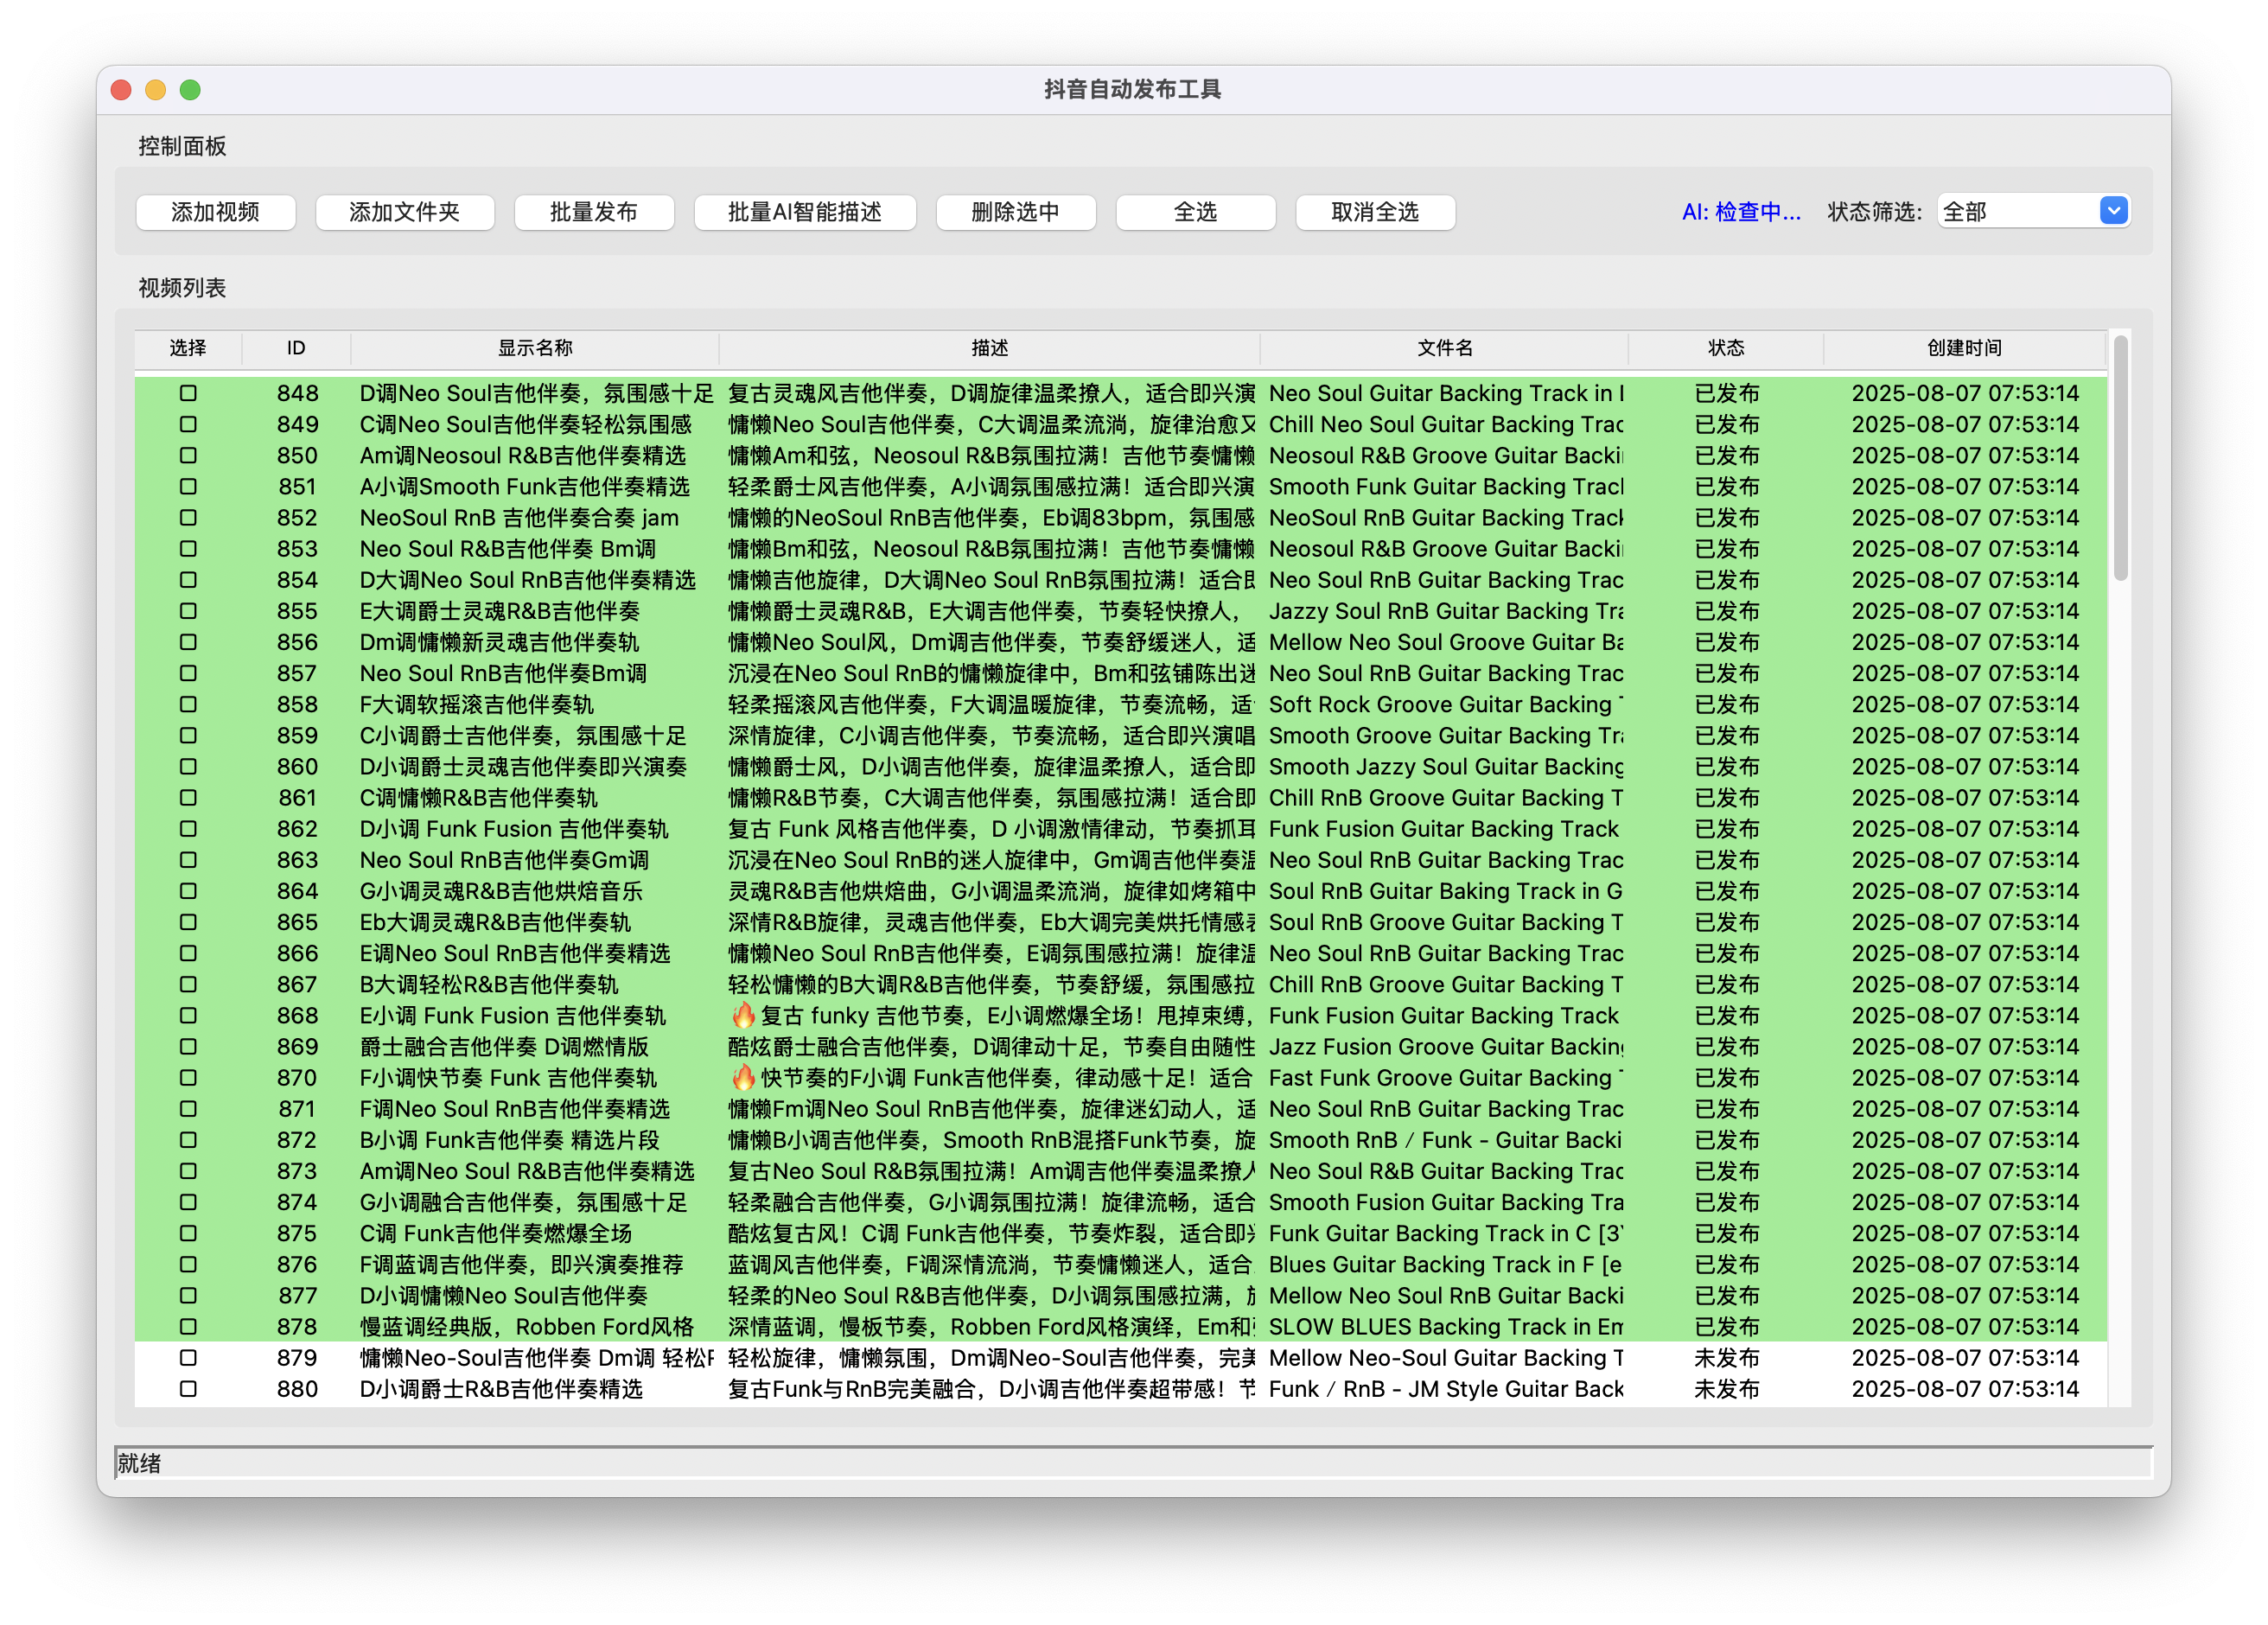 抖音自动发布工具
控制面板
添加视频 添加文件夹 批量发布 批量AI智能描述 删除选中 全选 取消全选 AI: 检查中... 状态筛选: 全部
视频列表
选择 ID 显示名称 描述 文件名 状态 创建时间
848 D调Neo Soul吉他伴奏，氛围感十足 复古灵魂风吉他伴奏，D调旋律温柔撩人，适合即兴演 Neo Soul Guitar Backing Track in 已发布 2025-08-07 07:53:14
849 C调Neo Soul吉他伴奏轻松氛围感 慵懒Neo Soul吉他伴奏，C大调温柔流淌，旋律治愈又 Chill Neo Soul Guitar Backing Trac 已发布 2025-08-07 07:53:14
850 Am调Neosoul R&B吉他伴奏精选 慵懒Am和弦，Neosoul R&B氛围拉满！吉他节奏慵懒 Neosoul R&B Groove Guitar Backi 已发布 2025-08-07 07:53:14
851 A小调Smooth Funk吉他伴奏精选 轻柔爵士风吉他伴奏，A小调氛围感拉满！适合即兴演 Smooth Funk Guitar Backing Trac 已发布 2025-08-07 07:53:14
852 NeoSoul RnB 吉他伴奏合奏 jam 慵懒的NeoSoul RnB吉他伴奏，Eb调83bpm，氛围感 NeoSoul RnB Guitar Backing Track 已发布 2025-08-07 07:53:14
853 Neo Soul R&B吉他伴奏 Bm调 慵懒Bm和弦，Neosoul R&B氛围拉满！吉他节奏慵懒 Neosoul R&B Groove Guitar Backi 已发布 2025-08-07 07:53:14
854 D大调Neo Soul RnB吉他伴奏精选 慵懒吉他旋律，D大调Neo Soul RnB氛围拉满！适合即 Neo Soul RnB Guitar Backing Trac 已发布 2025-08-07 07:53:14
855 E大调爵士灵魂R&B吉他伴奏 慵懒爵士灵魂R&B，E大调吉他伴奏，节奏轻快撩人， Jazzy Soul RnB Guitar Backing Tra 已发布 2025-08-07 07:53:14
856 Dm调慵懒新灵魂吉他伴奏轨 慵懒Neo Soul风，Dm调吉他伴奏，节奏舒缓迷人，适 Mellow Neo Soul Groove Guitar Ba 已发布 2025-08-07 07:53:14
857 Neo Soul RnB吉他伴奏Bm调 沉浸在Neo Soul RnB的慵懒旋律中，Bm和弦铺陈出迷 Neo Soul RnB Guitar Backing Trac 已发布 2025-08-07 07:53:14
858 F大调软摇滚吉他伴奏轨 轻柔摇滚风吉他伴奏，F大调温暖旋律，节奏流畅，适 Soft Rock Groove Guitar Backing 已发布 2025-08-07 07:53:14
859 C小调爵士吉他伴奏，氛围感十足 深情旋律，C小调吉他伴奏，节奏流畅，适合即兴演唱 Smooth Groove Guitar Backing Tra 已发布 2025-08-07 07:53:14
860 D小调爵士灵魂吉他伴奏即兴演奏 慵懒爵士风，D小调吉他伴奏，旋律温柔撩人，适合即 Smooth Jazzy Soul Guitar Backing 已发布 2025-08-07 07:53:14
861 C调慵懒R&B吉他伴奏轨 慵懒R&B节奏，C大调吉他伴奏，氛围感拉满！适合即 Chill RnB Groove Guitar Backing T 已发布 2025-08-07 07:53:14
862 D小调 Funk Fusion 吉他伴奏轨 复古 Funk 风格吉他伴奏，D 小调激情律动，节奏抓耳 Funk Fusion Guitar Backing Track 已发布 2025-08-07 07:53:14
863 Neo Soul RnB吉他伴奏Gm调 沉浸在Neo Soul RnB的迷人旋律中，Gm调吉他伴奏温 Neo Soul RnB Guitar Backing Trac 已发布 2025-08-07 07:53:14
864 G小调灵魂R&B吉他烘焙音乐 灵魂R&B吉他烘焙曲，G小调温柔流淌，旋律如烤箱中 Soul RnB Guitar Baking Track in G 已发布 2025-08-07 07:53:14
865 Eb大调灵魂R&B吉他伴奏轨 深情R&B旋律，灵魂吉他伴奏，Eb大调完美烘托情感表 Soul RnB Groove Guitar Backing T 已发布 2025-08-07 07:53:14
866 E调Neo Soul RnB吉他伴奏精选 慵懒Neo Soul RnB吉他伴奏，E调氛围感拉满！旋律温 Neo Soul RnB Guitar Backing Trac 已发布 2025-08-07 07:53:14
867 B大调轻松R&B吉他伴奏轨 轻松慵懒的B大调R&B吉他伴奏，节奏舒缓，氛围感拉 Chill RnB Groove Guitar Backing T 已发布 2025-08-07 07:53:14
868 E小调 Funk Fusion 吉他伴奏轨 🔥复古 funky 吉他节奏，E小调燃爆全场！甩掉束缚， Funk Fusion Guitar Backing Track 已发布 2025-08-07 07:53:14
869 爵士融合吉他伴奏 D调燃情版 酷炫爵士融合吉他伴奏，D调律动十足，节奏自由随性 Jazz Fusion Groove Guitar Backing 已发布 2025-08-07 07:53:14
870 F小调快节奏 Funk 吉他伴奏轨 🔥快节奏的F小调 Funk吉他伴奏，律动感十足！适合 Fast Funk Groove Guitar Backing 已发布 2025-08-07 07:53:14
871 F调Neo Soul RnB吉他伴奏精选 慵懒Fm调Neo Soul RnB吉他伴奏，旋律迷幻动人，适 Neo Soul RnB Guitar Backing Trac 已发布 2025-08-07 07:53:14
872 B小调 Funk吉他伴奏 精选片段 慵懒B小调吉他伴奏，Smooth RnB混搭Funk节奏，旋 Smooth RnB / Funk - Guitar Backi 已发布 2025-08-07 07:53:14
873 Am调Neo Soul R&B吉他伴奏精选 复古Neo Soul R&B氛围拉满！Am调吉他伴奏温柔撩人 Neo Soul R&B Guitar Backing Trac 已发布 2025-08-07 07:53:14
874 G小调融合吉他伴奏，氛围感十足 轻柔融合吉他伴奏，G小调氛围拉满！旋律流畅，适合 Smooth Fusion Guitar Backing Tra 已发布 2025-08-07 07:53:14
875 C调 Funk吉他伴奏燃爆全场 酷炫复古风！C调 Funk吉他伴奏，节奏炸裂，适合即兴 Funk Guitar Backing Track in C [3 已发布 2025-08-07 07:53:14
876 F调蓝调吉他伴奏，即兴演奏推荐 蓝调风吉他伴奏，F调深情流淌，节奏慵懒迷人，适合 Blues Guitar Backing Track in F [e 已发布 2025-08-07 07:53:14
877 D小调慵懒Neo Soul吉他伴奏 轻柔的Neo Soul R&B吉他伴奏，D小调氛围感拉满， Mellow Neo Soul RnB Guitar Backi 已发布 2025-08-07 07:53:14
878 慢蓝调经典版，Robben Ford风格 深情蓝调，慢板节奏，Robben Ford风格演绎，Em和 SLOW BLUES Backing Track in Em 已发布 2025-08-07 07:53:14
879 慵懒Neo-Soul吉他伴奏 Dm调 轻松 轻松旋律，慵懒氛围，Dm调Neo-Soul吉他伴奏，完美 Mellow Neo-Soul Guitar Backing T 未发布 2025-08-07 07:53:14
880 D小调爵士R&B吉他伴奏精选 复古Funk与RnB完美融合，D小调吉他伴奏超带感！节 Funk / RnB - JM Style Guitar Back 未发布 2025-08-07 07:53:14
就绪